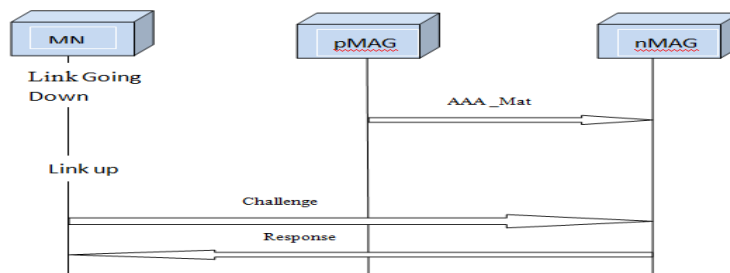 MN
pMAG
nMAG
Link Going
Down
AAA _Mat
Link up
Challenge
Response